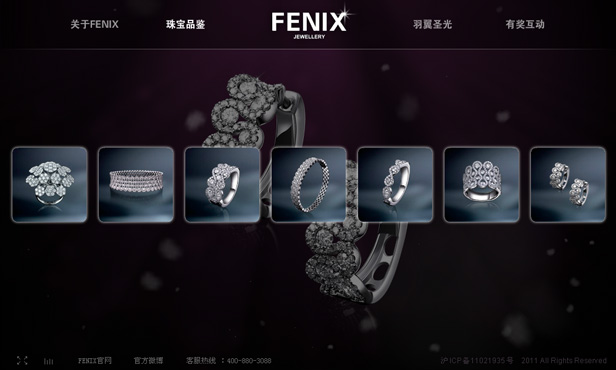 关于FENIX 珠宝品鉴 FENIX 羽翼圣光 有奖互动
JEWELLERY
FENIX官网 官方微博 客服热线：400-880-3088 沪ICP备11021935号 2011 All Rights Reserved